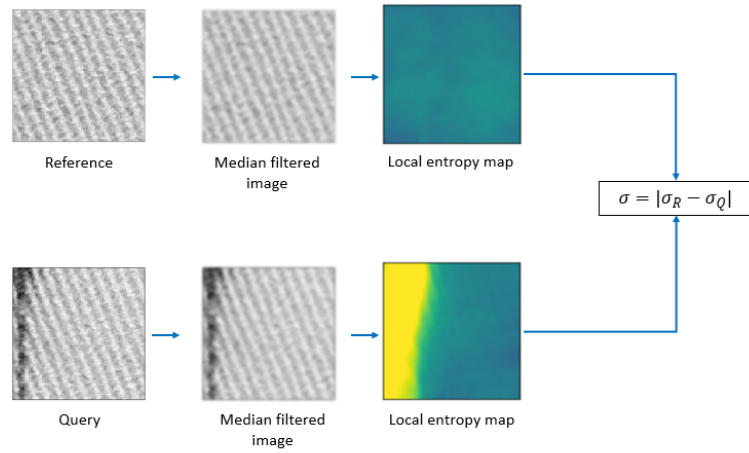 Reference
Median filtered
image
Local entropy map
σ = |σ_R − σ_Q|
Query
Median filtered
image
Local entropy map